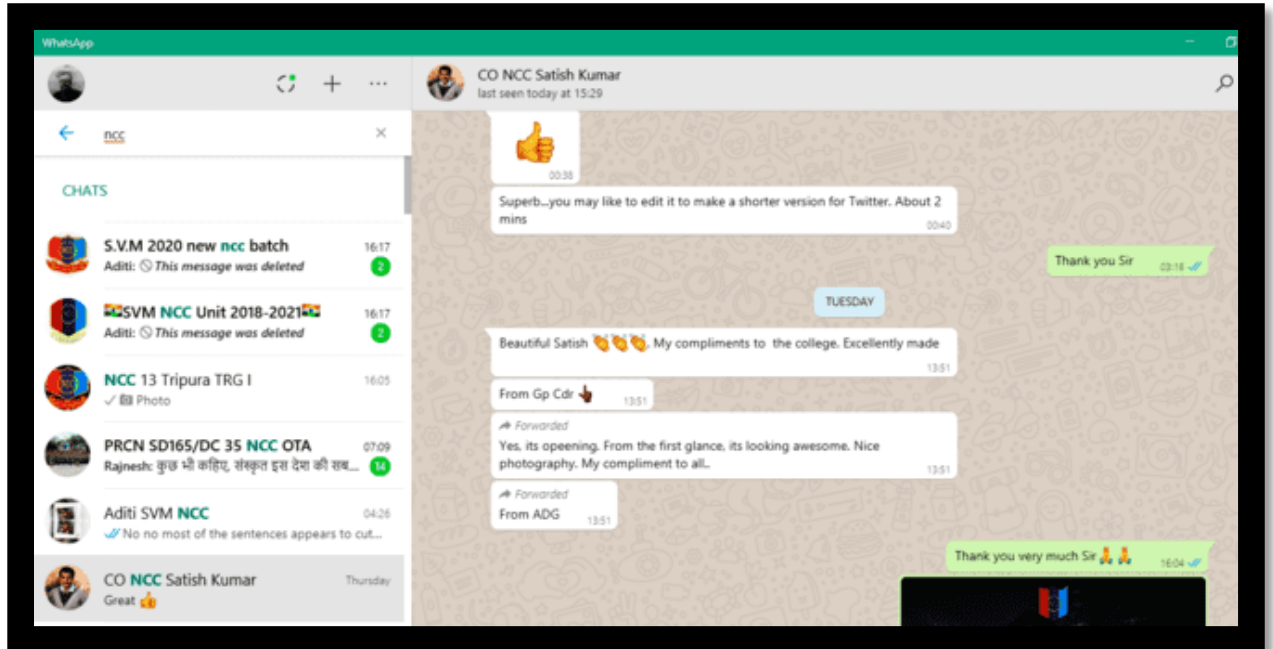 WhatsApp
ncc
CHATS
S.V.M 2020 new ncc batch 16:17
Aditi: This message was deleted 2
SVM NCC Unit 2018-2021 16:17
Aditi: This message was deleted 2
NCC 13 Tripura TRG I 16:05
Photo
PRCN SD165/DC 35 NCC OTA 07:09
Rajnesh: कुछ भी कहिए, संस्कृत इस देश की सब... 14
Aditi SVM NCC 04:26
No no most of the sentences appears to cut...
CO NCC Satish Kumar Thursday
Great
CO NCC Satish Kumar
last seen today at 15:29
00:38
Superb...you may like to edit it to make a shorter version for Twitter. About 2
mins 00:40
Thank you Sir 03:16
TUESDAY
Beautiful Satish . My compliments to the college. Excellently made
13:51
From Gp Cdr 13:51
Forwarded
Yes, its opeening. From the first glance, its looking awesome. Nice
photography. My compliment to all.. 13:51
Forwarded
From ADG 13:51
Thank you very much Sir 16:04